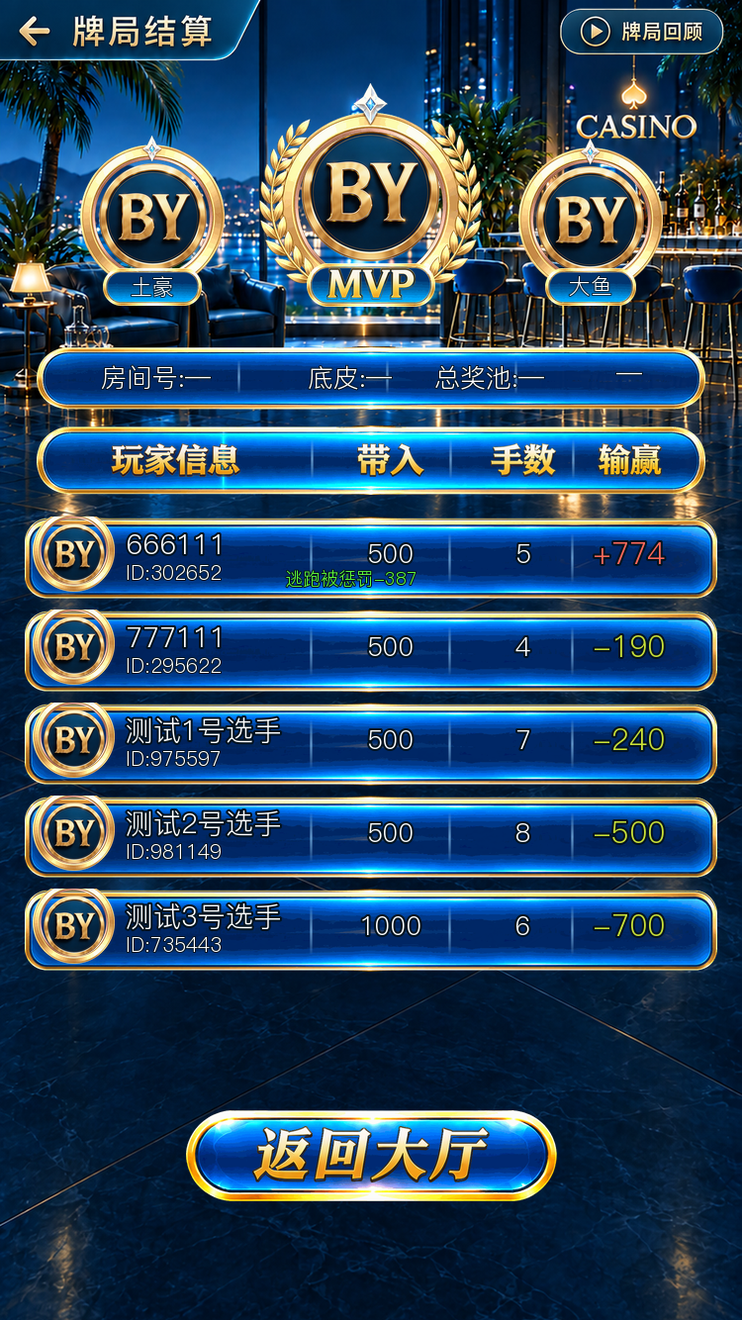 牌局结算
牌局回顾
CASINO
BY
BY
BY
土豪
MVP
大鱼
房间号:— 底皮:— 总奖池:— —
玩家信息 带入 手数 输赢
BY 666111 500 5 +774
ID:302652
逃跑被惩罚-387
BY 777111 500 4 -190
ID:295622
BY 测试1号选手 500 7 -240
ID:975597
BY 测试2号选手 500 8 -500
ID:981149
BY 测试3号选手 1000 6 -700
ID:735443
返回大厅